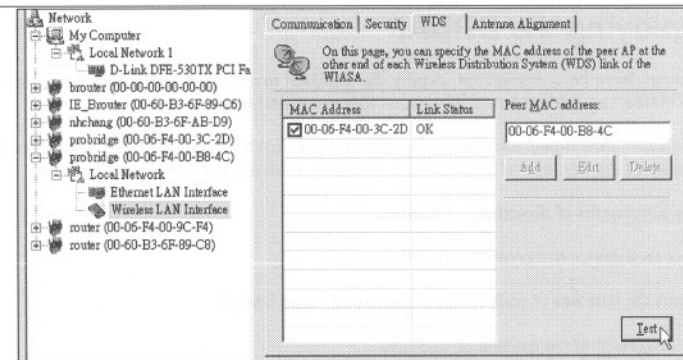 Network
My Computer
Local Network 1
D-Link DFE-530TX PCI Fa
brouter (00-00-00-00-00-00)
IE_Brouter (00-60-B3-6F-89-C6)
nhchang (00-60-B3-6F-AB-D9)
probridge (00-06-F4-00-3C-2D)
probridge (00-06-F4-00-B8-4C)
Local Network
Ethernet LAN Interface
Wireless LAN Interface
router (00-06-F4-00-9C-F4)
router (00-60-B3-6F-89-C8)
Communication Security WDS Antenna Alignment
On this page, you can specify the MAC address of the peer AP at the
other end of each Wireless Distribution System (WDS) link of the
WIASA.
MAC Address Link Status
00-06-F4-00-3C-2D OK
Peer MAC address:
00-06-F4-00-B8-4C
Add Edit Delete
Test